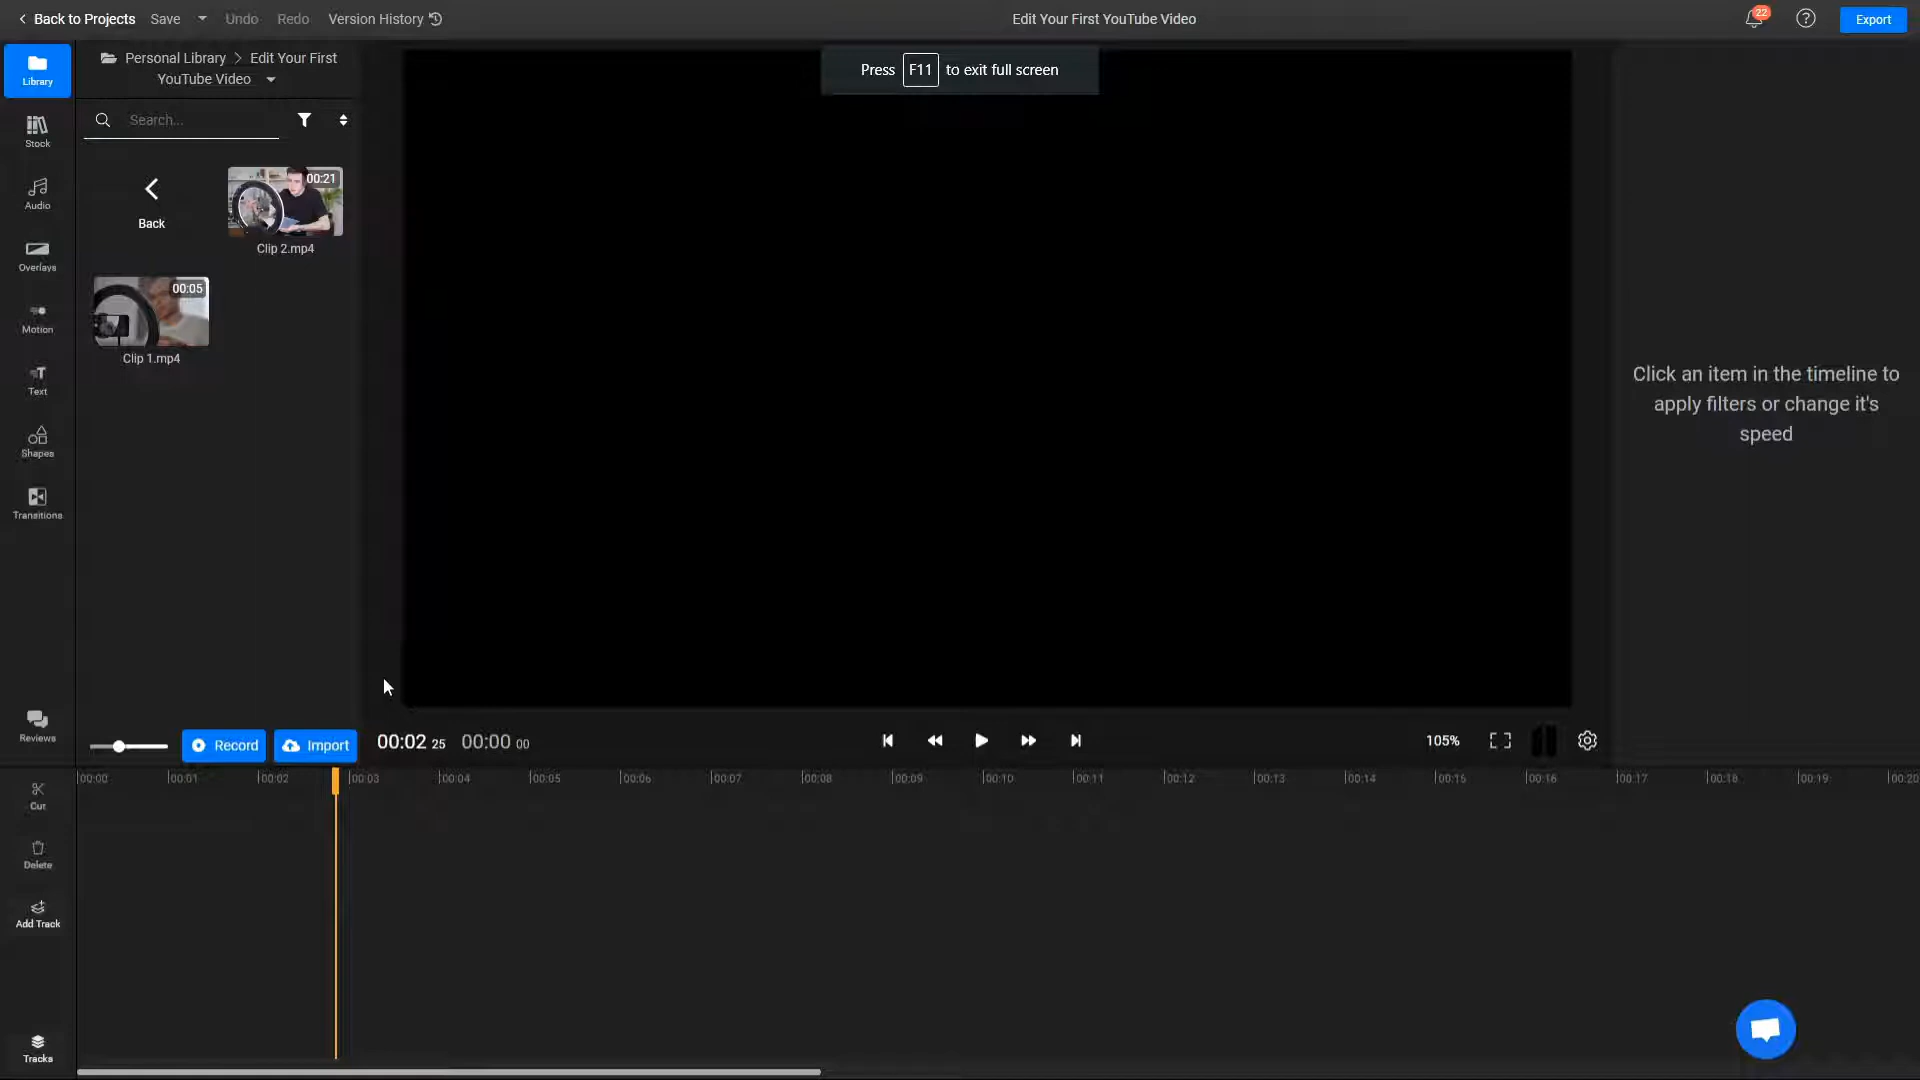 Back to Projects Save Undo Redo Version History Edit Your First YouTube Video 22 ? Export
Library
Personal Library > Edit Your First
YouTube Video
Press F11 to exit full screen
Search...
Stock
00:21
Audio
Back
Clip 2.mp4
Overlays
00:05
Motion
Clip 1.mp4
Text
Click an item in the timeline to
apply filters or change it's
speed
Shapes
Transitions
Reviews
Record Import 00:02 25 00:00 00 105%
00:00 00:01 00:02 00:03 00:04 00:05 00:06 00:07 00:08 00:09 00:10 00:11 00:12 00:13 00:14 00:15 00:16 00:17 00:18 00:19 00:20
Cut
Delete
Add Track
Tracks